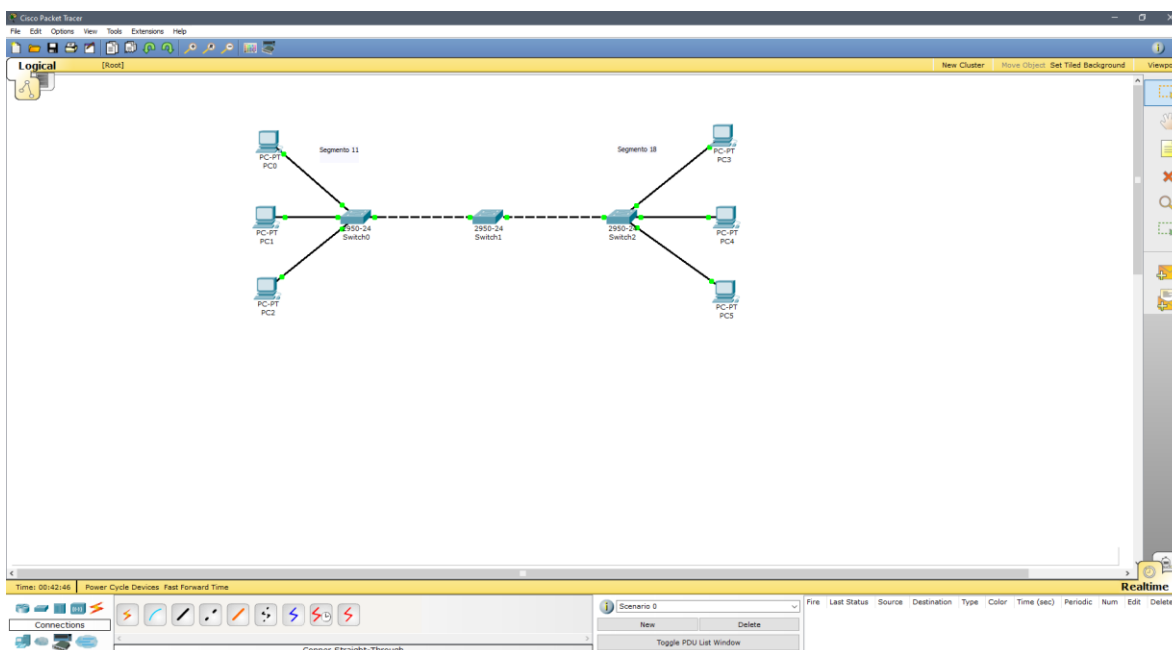 Cisco Packet Tracer
File Edit Options View Tools Extensions Help
Logical [Root] New Cluster Move Object Set Tiled Background Viewpo
Segmento 11
Segmento 18
PC-PT
PC0
PC-PT
PC3
PC-PT
PC1
2950-24
Switch0
2950-24
Switch1
2950-24
Switch2
PC-PT
PC4
PC-PT
PC2
PC-PT
PC5
Time: 00:42:46 Power Cycle Devices Fast Forward Time Realtime
Connections
Copper Straight-Through
Scenario 0
New Delete
Toggle PDU List Window
Fire Last Status Source Destination Type Color Time (sec) Periodic Num Edit Delete